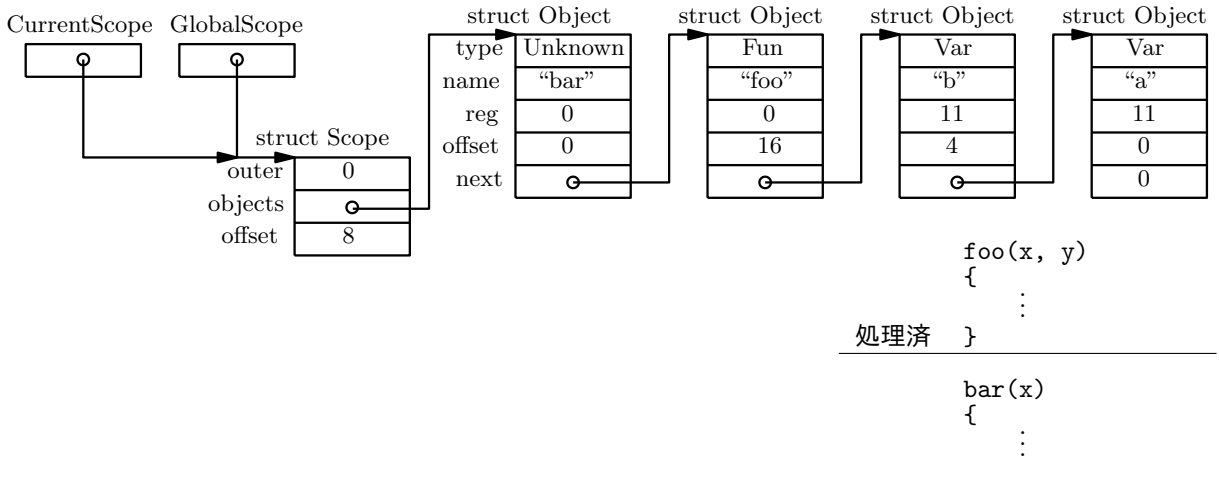 CurrentScope GlobalScope
struct Scope
outer 0
objects
offset 8
struct Object struct Object struct Object struct Object
type Unknown Fun Var Var
name “bar” “foo” “b” “a”
reg 0 0 11 11
offset 0 16 4 0
next 0
foo(x, y)
{
⋮
処理済 }
bar(x)
{
⋮